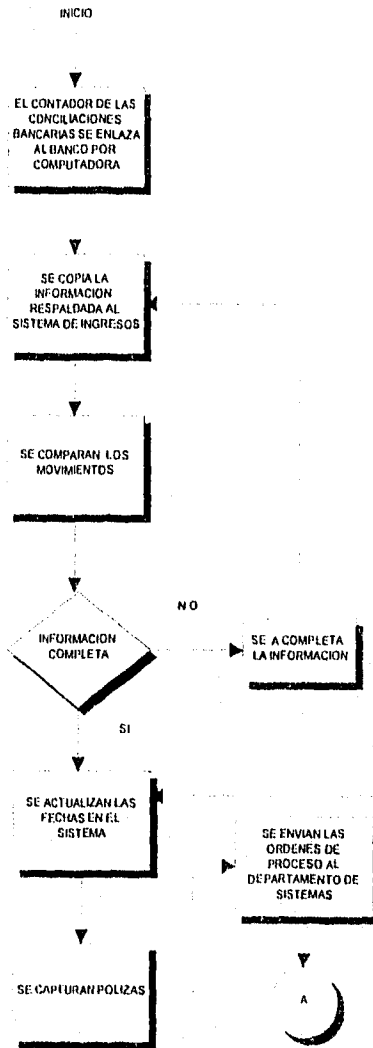 INICIO
EL CONTADOR DE LAS
CONCILIACIONES
BANCARIAS SE ENLAZA
AL BANCO POR
COMPUTADORA
SE COPIA LA
INFORMACION
RESPALDADA AL
SISTEMA DE INGRESOS
SE COMPARAN LOS
MOVIMIENTOS
NO
INFORMACION
COMPLETA
SE A COMPLETA
LA INFORMACION
SI
SE ACTUALIZAN LAS
FECHAS EN EL
SISTEMA
SE ENVIAN LAS
ORDENES DE
PROCESO AL
DEPARTAMENTO DE
SISTEMAS
SE CAPTURAN POLIZAS
A